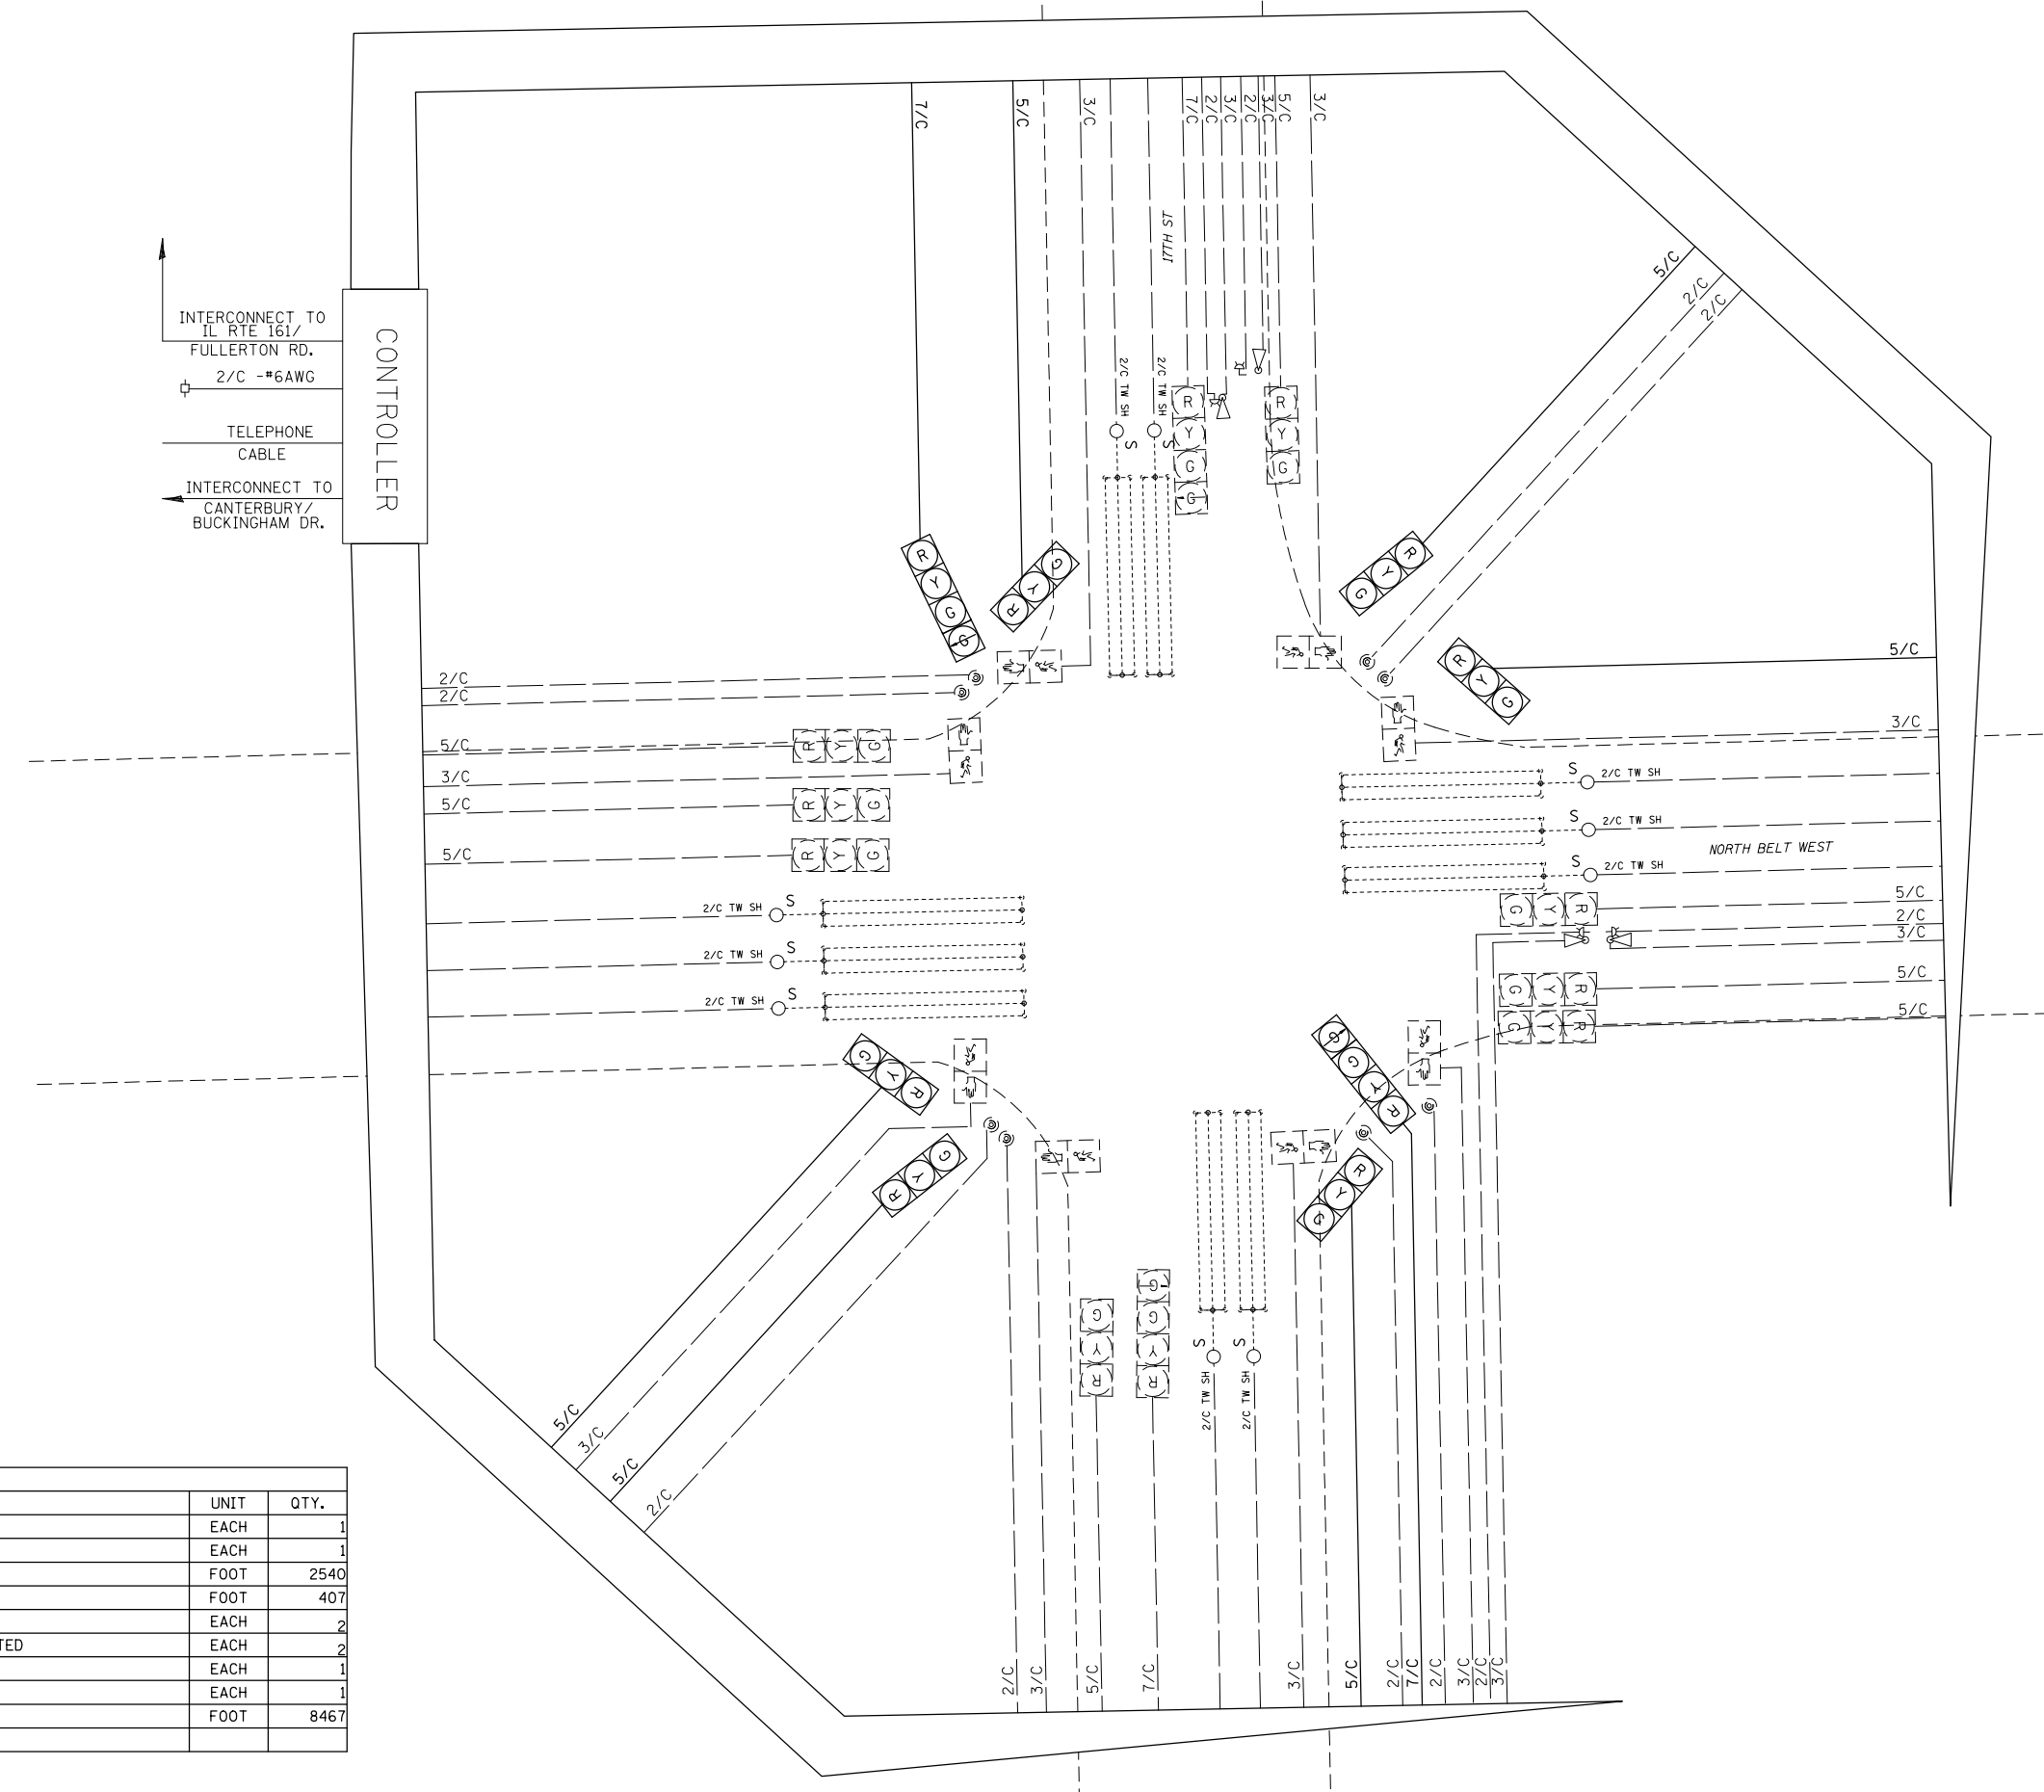 7/C
5/C
3/C
7/C
2/C
3/C
2/C
3/C
5/C
3/C
17TH ST
2/C TW SH
2/C TW SH
S
S
R
Y
G
G
R
Y
G
5/C
2/C
2/C
INTERCONNECT TO
IL RTE 161/
FULLERTON RD.
2/C -#6AWG
TELEPHONE
CABLE
INTERCONNECT TO
CANTERBURY/
BUCKINGHAM DR.
CONTROLLER
R
Y
G
G
G
Y
R
R
Y
G
R
Y
G
5/C
3/C
2/C
2/C
5/C
R Y G
3/C
5/C
R Y G
5/C
R Y G
S 2/C TW SH
S 2/C TW SH
NORTH BELT WEST
S 2/C TW SH
G Y R 5/C
2/C
3/C
G Y R 5/C
G Y R 5/C
2/C TW SH S
2/C TW SH S
2/C TW SH S
G
Y
R
G
Y
R
G
G
Y
R
R
Y
G
G
Y
R
G
G
Y
R
S
S
2/C TW SH
2/C TW SH
5/C
3/C
5/C
2/C
2/C
3/C
5/C
7/C
3/C
5/C
2/C
7/C
2/C
3/C
2/C
3/C
UNIT QTY.
EACH 1
EACH 1
FOOT 2540
FOOT 407
EACH 2
TED EACH 2
EACH 1
EACH 1
FOOT 8467